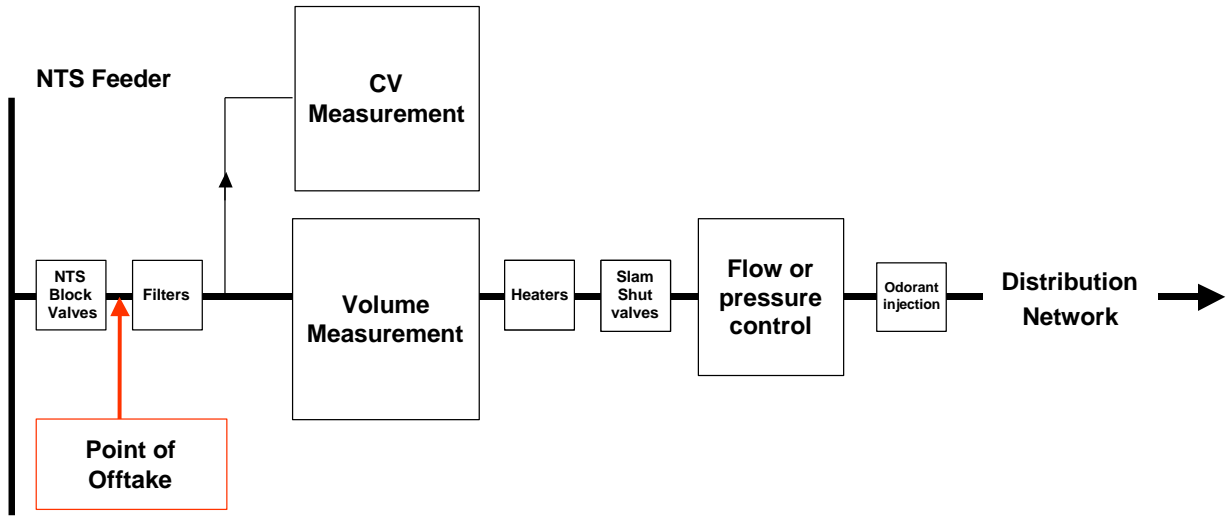 NTS Feeder
CV
Measurement
NTS
Block
Valves
Filters
Volume
Measurement
Heaters
Slam
Shut
valves
Flow or
pressure
control
Odorant
injection
Distribution
Network
Point of
Offtake